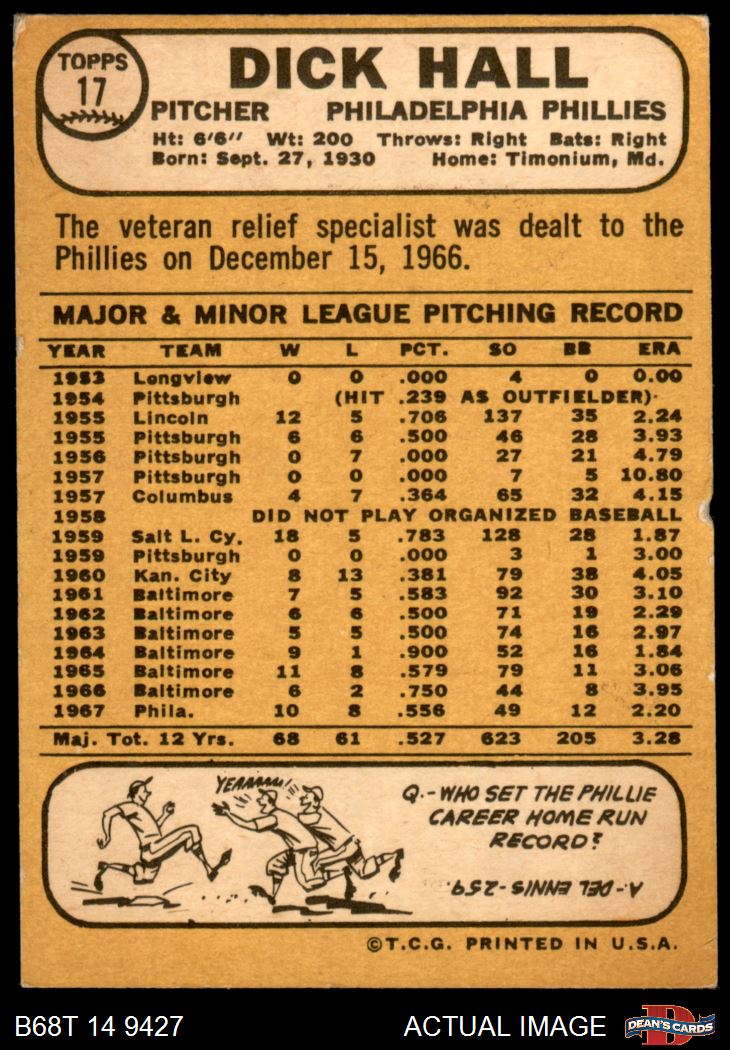 TOPPS
17
DICK HALL
PITCHER PHILADELPHIA PHILLIES
Ht: 6'6" Wt: 200 Throws: Right Bats: Right
Born: Sept. 27, 1930 Home: Timonium, Md.
The veteran relief specialist was dealt to the
Phillies on December 15, 1966.
MAJOR & MINOR LEAGUE PITCHING RECORD
YEAR TEAM W L PCT. SO BB ERA
1953 Longview 0 0 .000 4 0 0.00
1954 Pittsburgh (HIT .239 AS OUTFIELDER)
1955 Lincoln 12 5 .706 137 35 2.24
1955 Pittsburgh 6 6 .500 46 28 3.93
1956 Pittsburgh 0 7 .000 27 21 4.79
1957 Pittsburgh 0 0 .000 7 5 10.80
1957 Columbus 4 7 .364 65 32 4.15
1958 DID NOT PLAY ORGANIZED BASEBALL
1959 Salt L. Cy. 18 5 .783 128 28 1.87
1959 Pittsburgh 0 0 .000 3 1 3.00
1960 Kan. City 8 13 .381 79 38 4.05
1961 Baltimore 7 5 .583 92 30 3.10
1962 Baltimore 6 6 .500 71 19 2.29
1963 Baltimore 5 5 .500 74 16 2.97
1964 Baltimore 9 1 .900 52 16 1.84
1965 Baltimore 11 8 .579 79 11 3.06
1966 Baltimore 6 2 .750 44 8 3.95
1967 Phila. 10 8 .556 49 12 2.20
Maj. Tot. 12 Yrs. 68 61 .527 623 205 3.28
YEAAAAU!
Q.-WHO SET THE PHILLIE
CAREER HOME RUN
RECORD?
A-DEL ENNIS-259.
©T.C.G. PRINTED IN U.S.A.
B68T 14 9427 ACTUAL IMAGE D DEAN'S CARDS